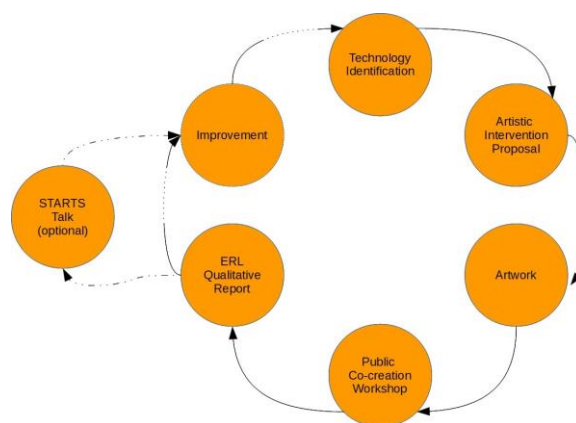 Technology
Identification
Improvement
Artistic
Intervention
Proposal
STARTS
Talk
(optional)
ERL
Qualitative
Report
Artwork
Public
Co-creation
Workshop